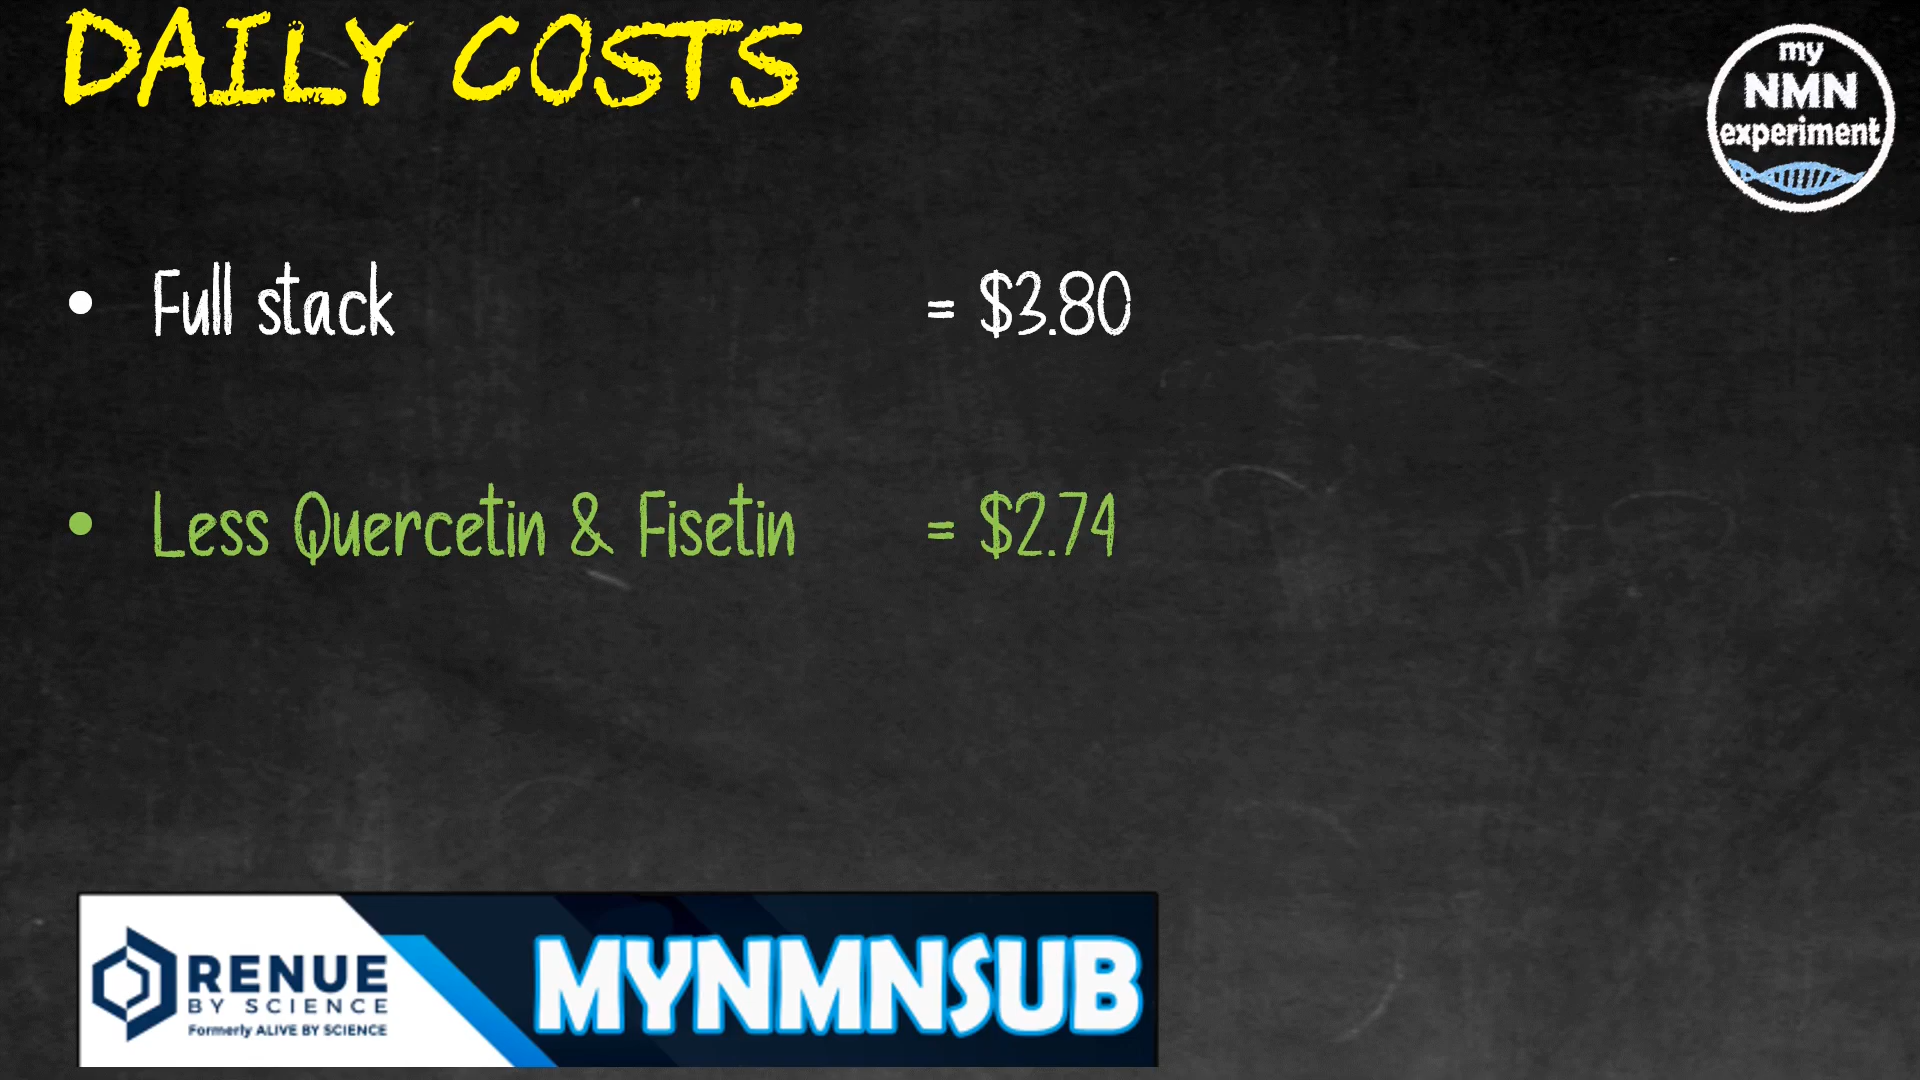 DAILY COSTS
my
NMN
experiment
• Full stack = $3.80
• Less Quercetin & Fisetin = $2.74
RENUE
BY SCIENCE
Formerly ALIVE BY SCIENCE
MYNMNSUB